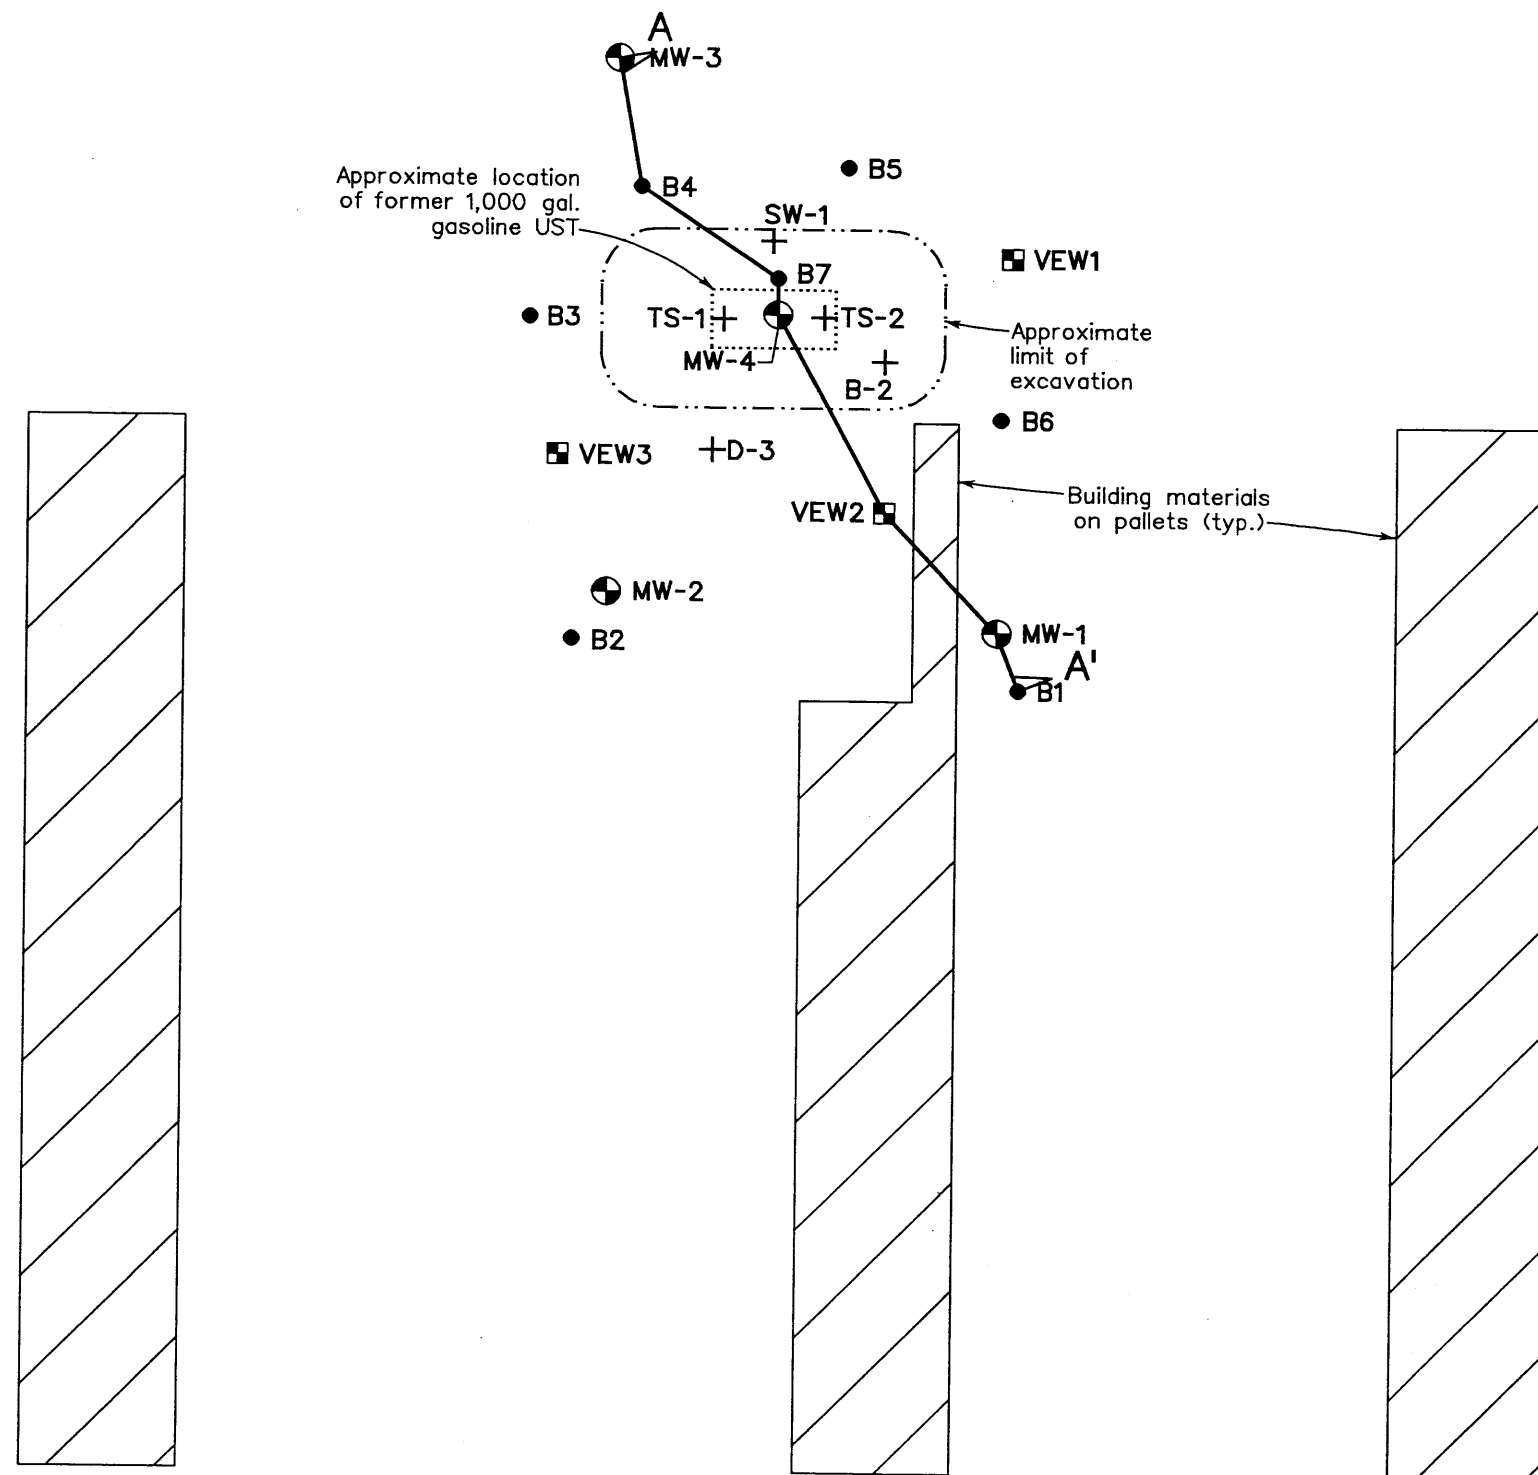 A
MW-3
Approximate location
of former 1,000 gal.
gasoline UST
B4
B5
SW-1
B7
VEW1
B3
TS-1
TS-2
MW-4
B-2
Approximate
limit of
excavation
B6
VEW3
D-3
VEW2
Building materials
on pallets (typ.)
MW-2
B2
MW-1
A'
B1